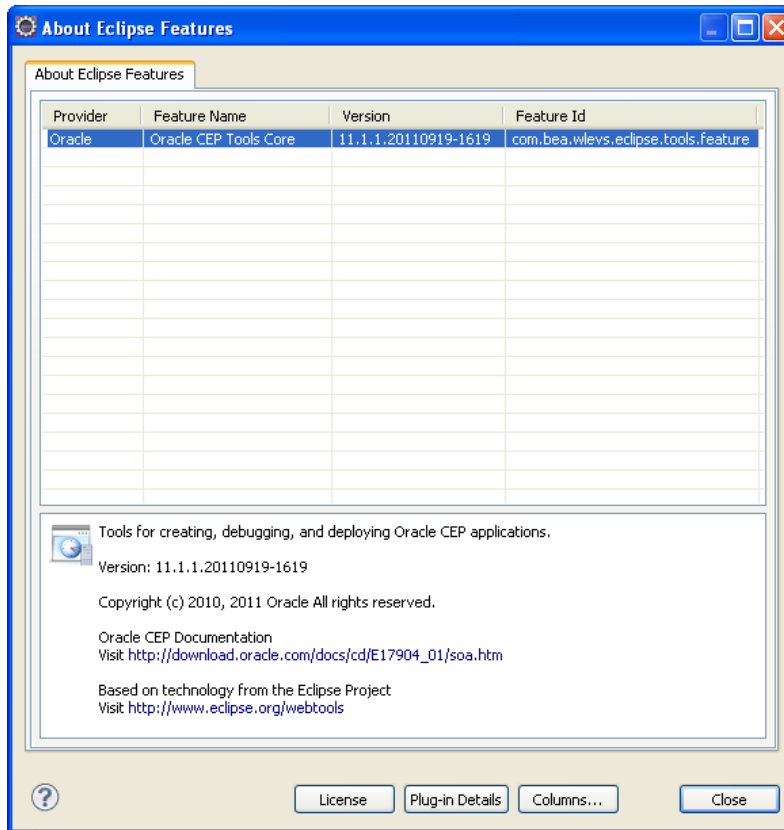 About Eclipse Features
About Eclipse Features
Provider Feature Name Version Feature Id
Oracle Oracle CEP Tools Core 11.1.1.20110919-1619 com.bea.wlevs.eclipse.tools.feature
Tools for creating, debugging, and deploying Oracle CEP applications.
Version: 11.1.1.20110919-1619
Copyright (c) 2010, 2011 Oracle All rights reserved.
Oracle CEP Documentation
Visit http://download.oracle.com/docs/cd/E17904_01/soa.htm
Based on technology from the Eclipse Project
Visit http://www.eclipse.org/webtools
? License Plug-in Details Columns... Close